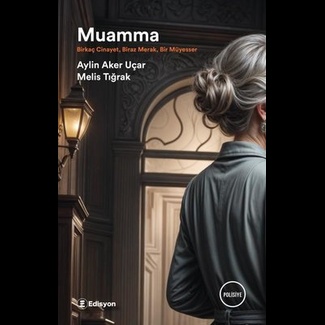 Muamma
Birkaç Cinayet, Biraz Merak, Bir Müyesser
Aylin Aker Uçar
Melis Tığrak
POLİSİYE
Edisyon